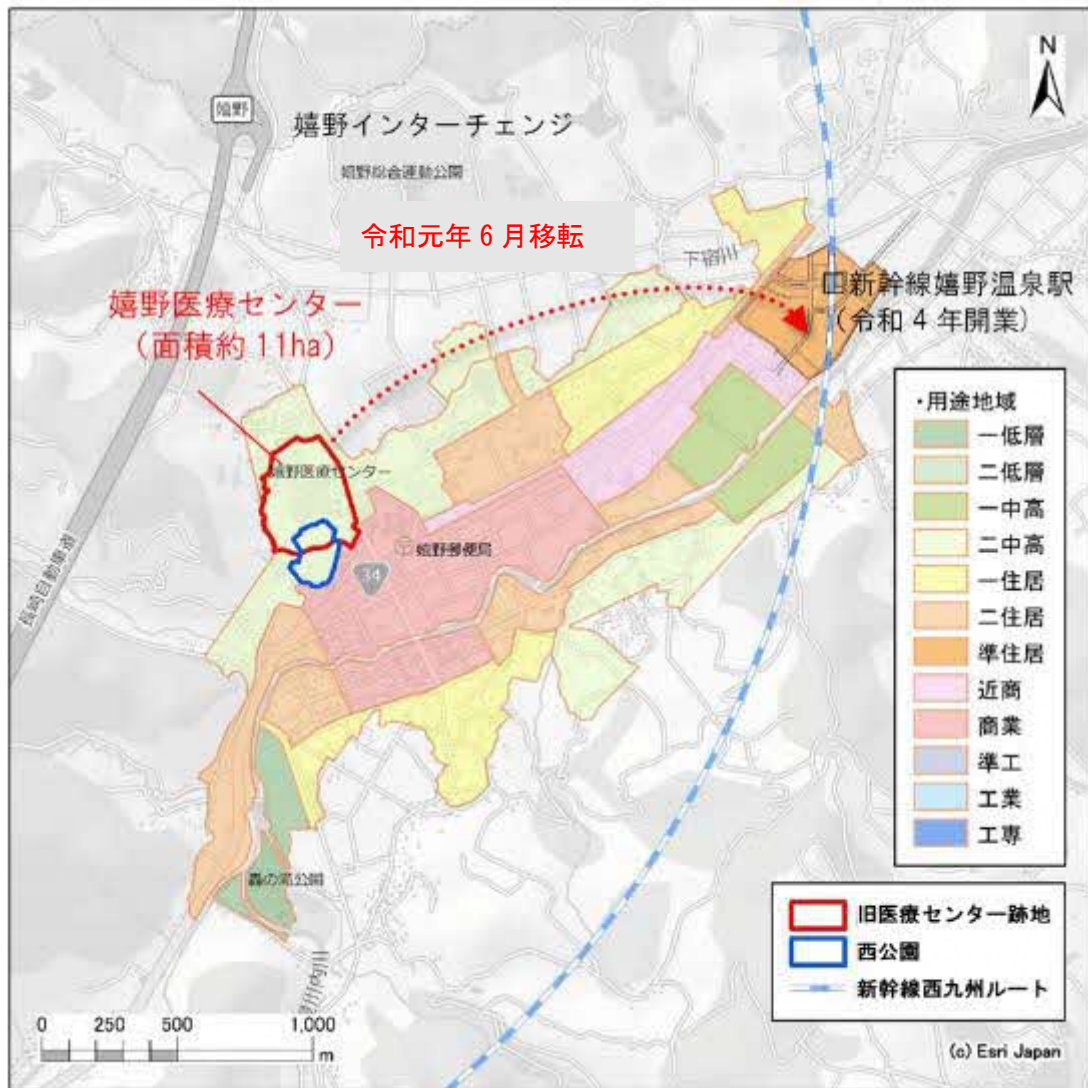 N
嬉野
嬉野インターチェンジ
嬉野総合運動公園
令和元年6月移転
下宿川
新幹線嬉野温泉駅
(令和4年開業)
嬉野医療センター
(面積約11ha)
嬉野医療センター
嬉野郵便局
34
長崎自動車道
轟の滝公園
・用途地域
一低層
二低層
一中高
二中高
一住居
二住居
準住居
近商
商業
準工
工業
工専
旧医療センター跡地
西公園
新幹線西九州ルート
0 250 500 1,000
m
(c) Esri Japan